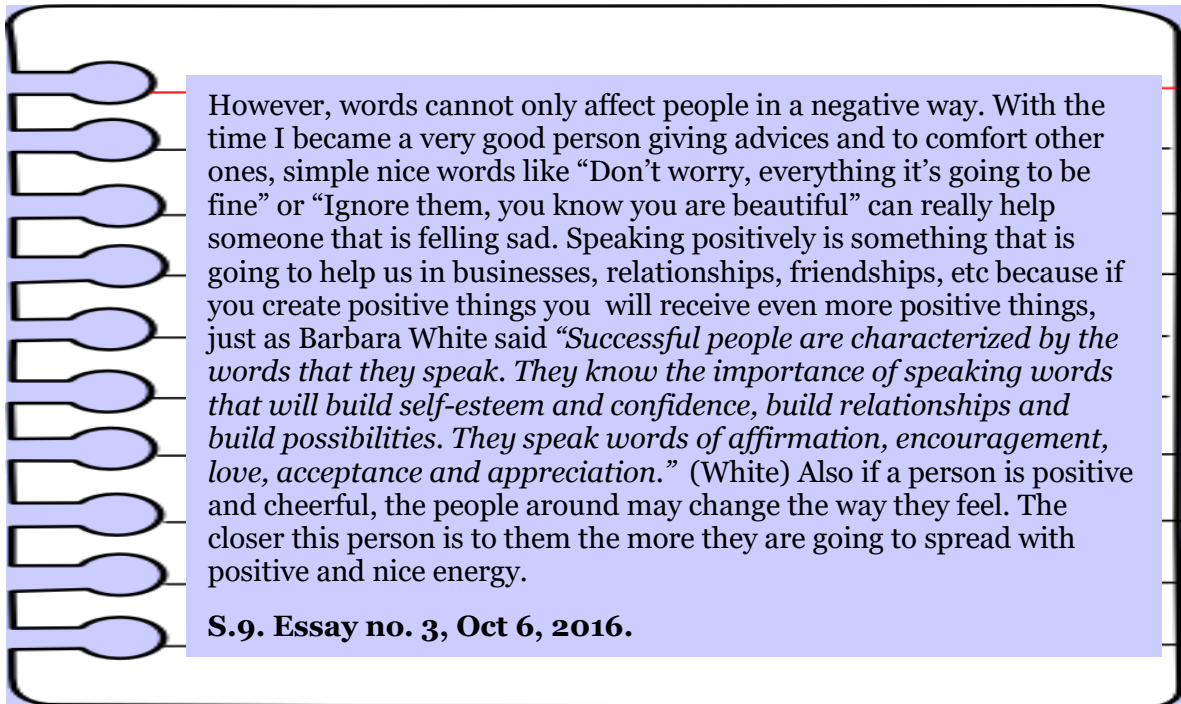 However, words cannot only affect people in a negative way. With the
time I became a very good person giving advices and to comfort other
ones, simple nice words like “Don’t worry, everything it’s going to be
fine” or “Ignore them, you know you are beautiful” can really help
someone that is felling sad. Speaking positively is something that is
going to help us in businesses, relationships, friendships, etc because if
you create positive things you  will receive even more positive things,
just as Barbara White said “Successful people are characterized by the
words that they speak. They know the importance of speaking words
that will build self-esteem and confidence, build relationships and
build possibilities. They speak words of affirmation, encouragement,
love, acceptance and appreciation.”  (White) Also if a person is positive
and cheerful, the people around may change the way they feel. The
closer this person is to them the more they are going to spread with
positive and nice energy.
S.9. Essay no. 3, Oct 6, 2016.